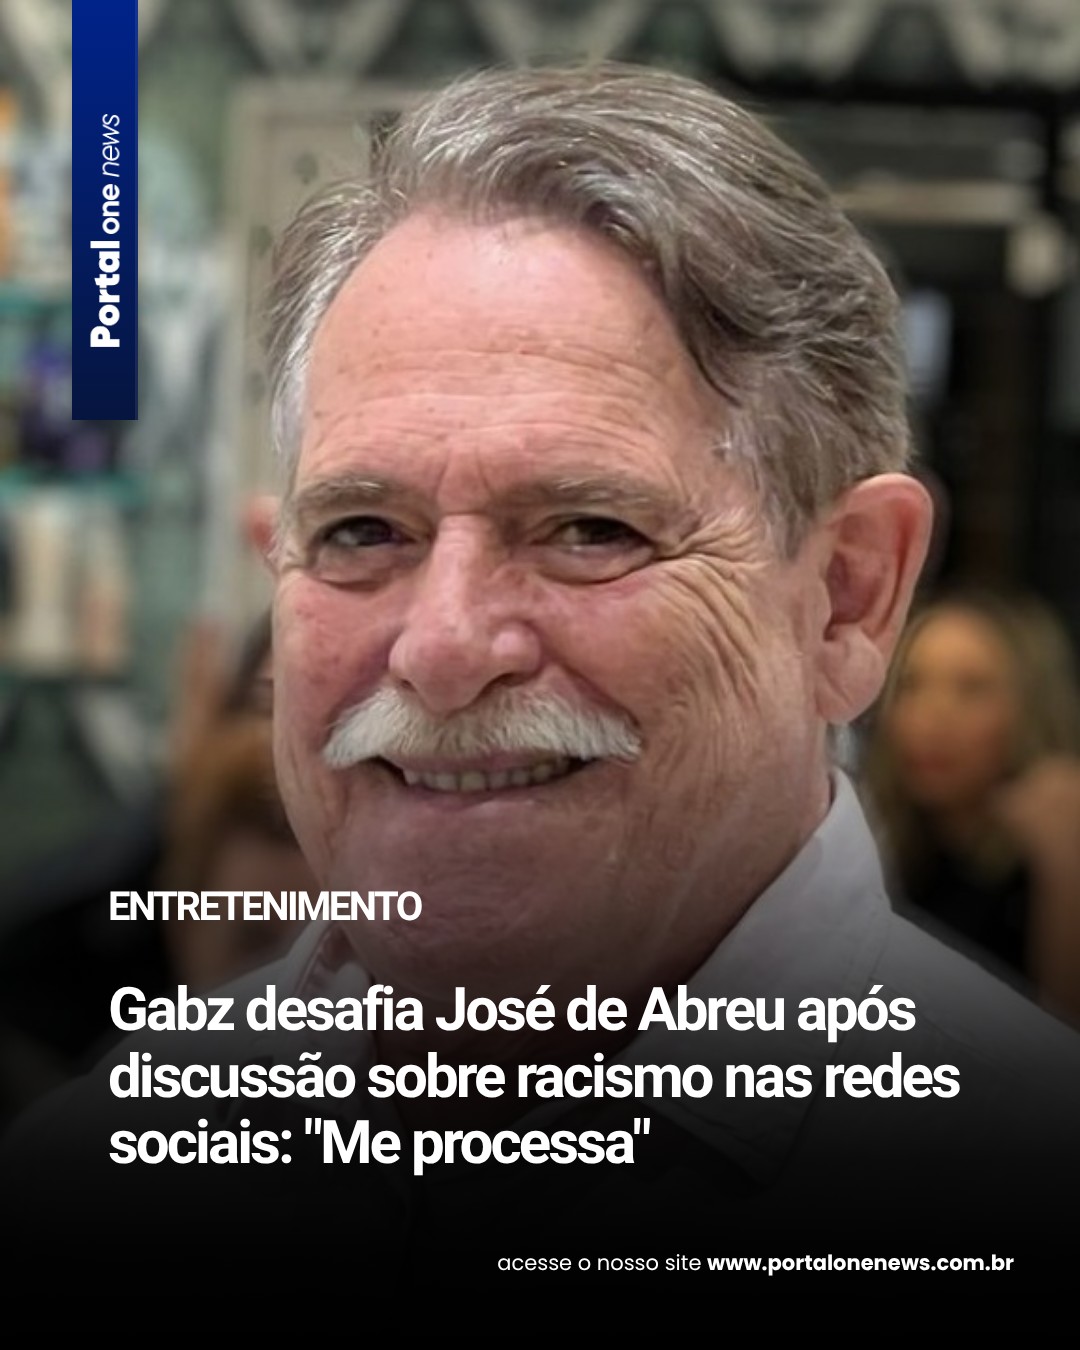 Portal one news
ENTRETENIMENTO
Gabz desafia José de Abreu após
discussão sobre racismo nas redes
sociais: "Me processa"
acesse o nosso site www.portalonenews.com.br